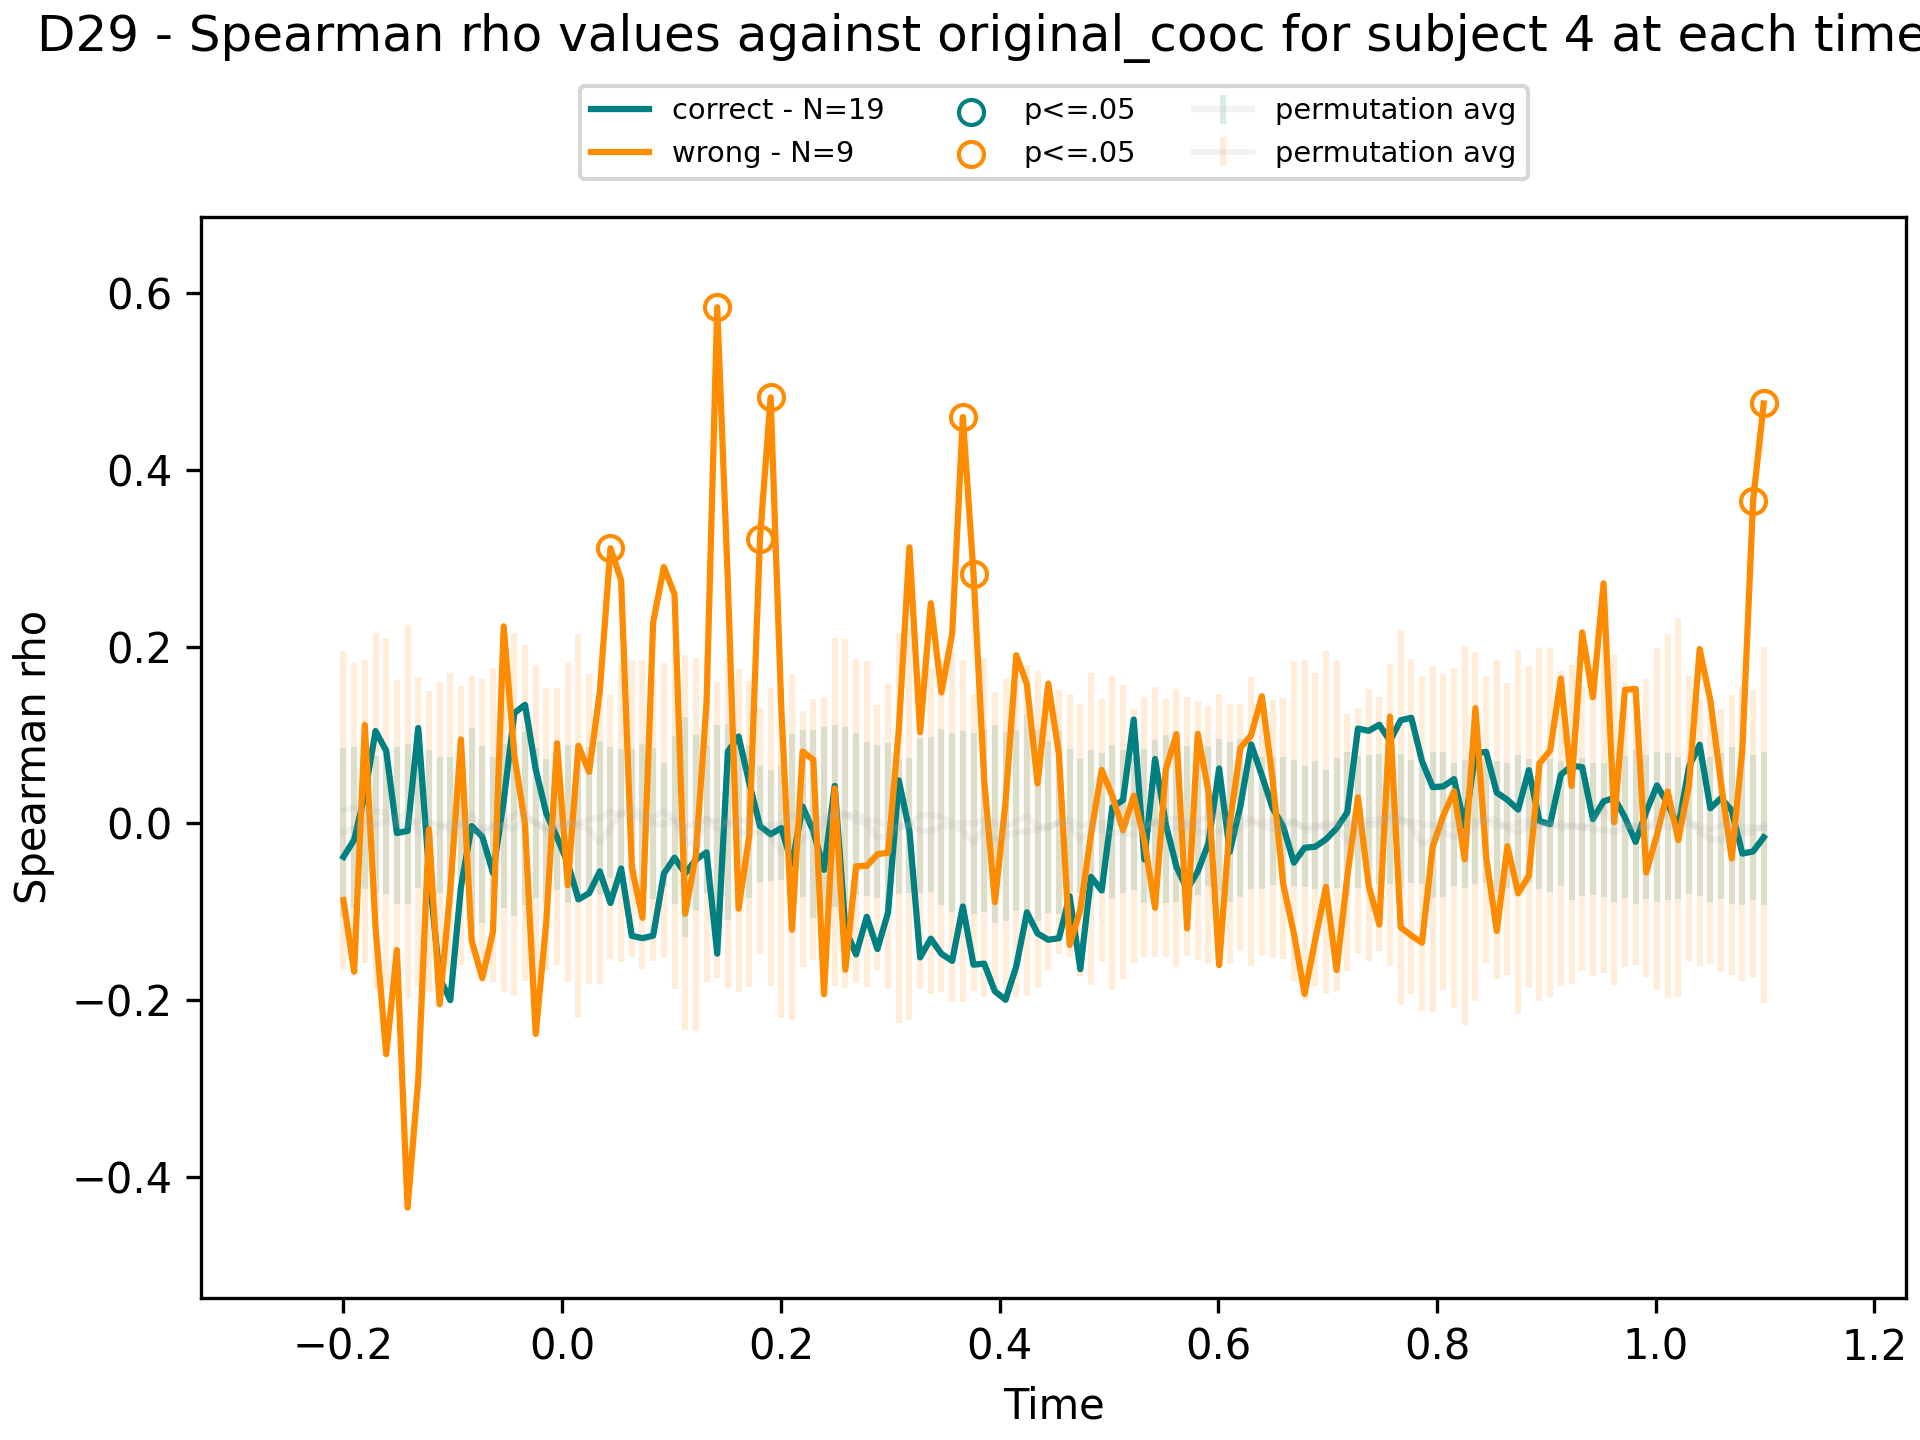 D29 - Spearman rho values against original_cooc for subject 4 at each time
correct - N=19
wrong - N=9
p<=.05
p<=.05
permutation avg
permutation avg
Spearman rho
0.6
0.4
0.2
0.0
−0.2
−0.4
−0.2 0.0 0.2 0.4 0.6 0.8 1.0 1.2
Time